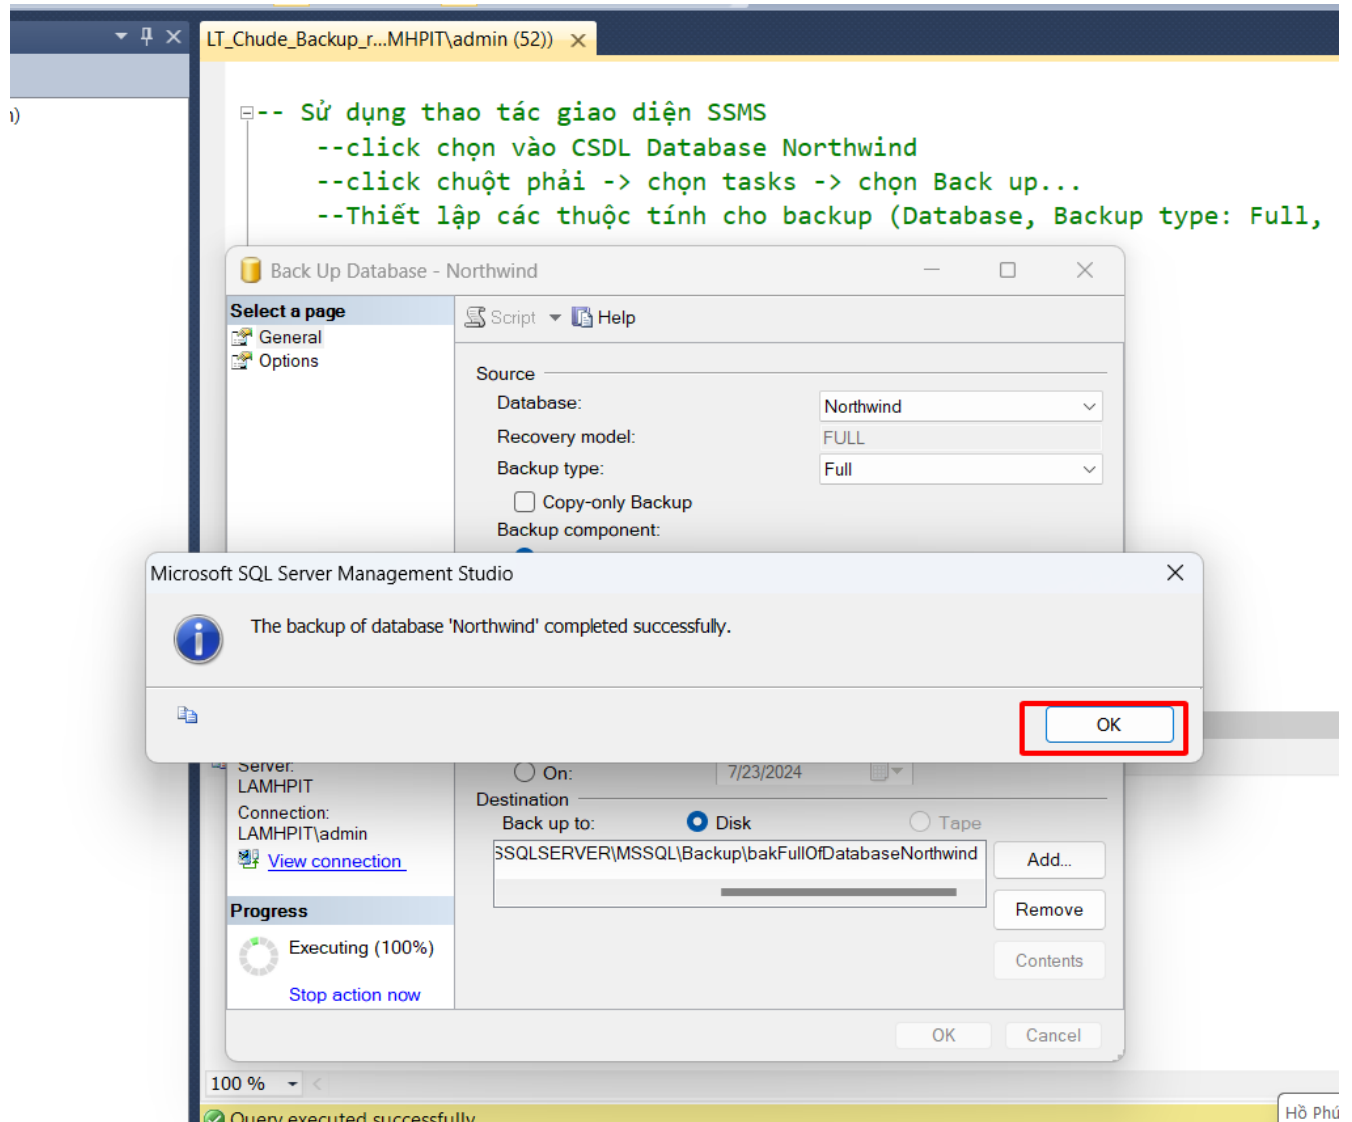 LT_Chude_Backup_r...MHPIT\admin (52))
-- Sử dụng thao tác giao diện SSMS
--click chọn vào CSDL Database Northwind
--click chuột phải -> chọn tasks -> chọn Back up...
--Thiết lập các thuộc tính cho backup (Database, Backup type: Full,
Back Up Database - Northwind
Select a page
Script
Help
General
Options
Source
Database:
Northwind
Recovery model:
FULL
Backup type:
Full
Copy-only Backup
Backup component:
Microsoft SQL Server Management Studio
The backup of database 'Northwind' completed successfully.
OK
Server:
LAMHPIT
On:
7/23/2024
Connection:
LAMHPIT\admin
View connection
Destination
Back up to:
Disk
Tape
SSQLSERVER\MSSQL\Backup\bakFullOfDatabaseNorthwind
Add...
Remove
Contents
Progress
Executing (100%)
Stop action now
OK
Cancel
100 %
Query executed successfully
Hồ Phú